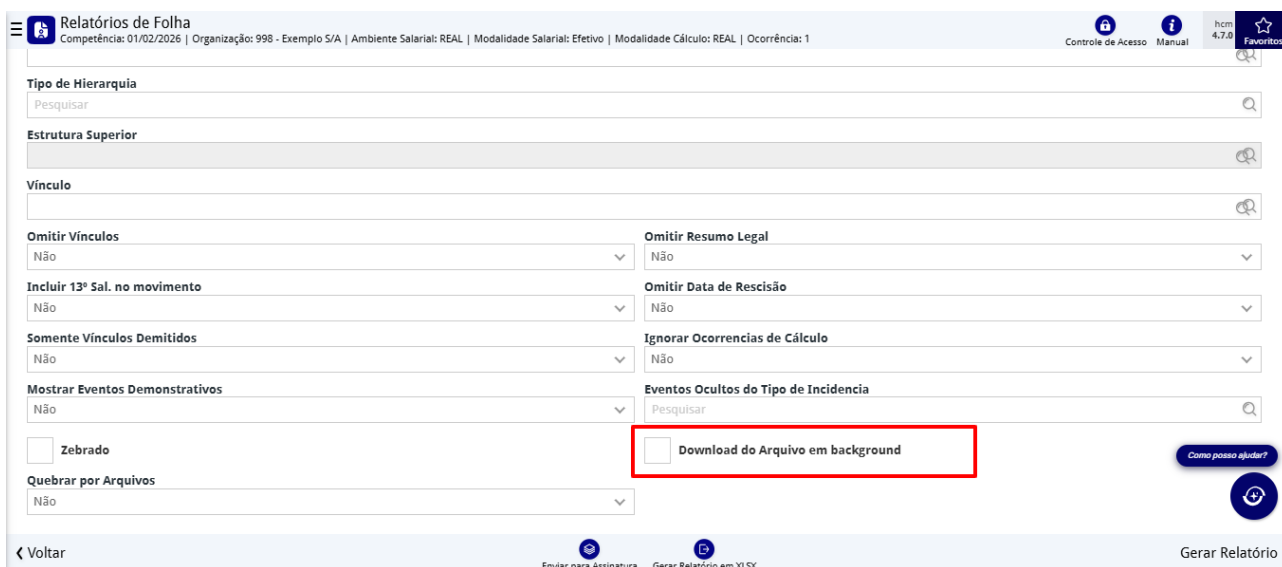 Relatórios de Folha
Competência: 01/02/2026 | Organização: 998 - Exemplo S/A | Ambiente Salarial: REAL | Modalidade Salarial: Efetivo | Modalidade Cálculo: REAL | Ocorrência: 1
Controle de Acesso
Manual
hcm
4.7.0
Favoritos
Tipo de Hierarquia
Pesquisar
Estrutura Superior
Vínculo
Omitir Vínculos
Omitir Resumo Legal
Não
Não
Incluir 13º Sal. no movimento
Omitir Data de Rescisão
Não
Não
Somente Vínculos Demitidos
Ignorar Ocorrencias de Cálculo
Não
Não
Mostrar Eventos Demonstrativos
Eventos Ocultos do Tipo de Incidencia
Não
Pesquisar
Zebrado
Download do Arquivo em background
Como posso ajudar?
Quebrar por Arquivos
Não
Voltar
Enviar para Assinatura
Gerar Relatório em XLSX
Gerar Relatório